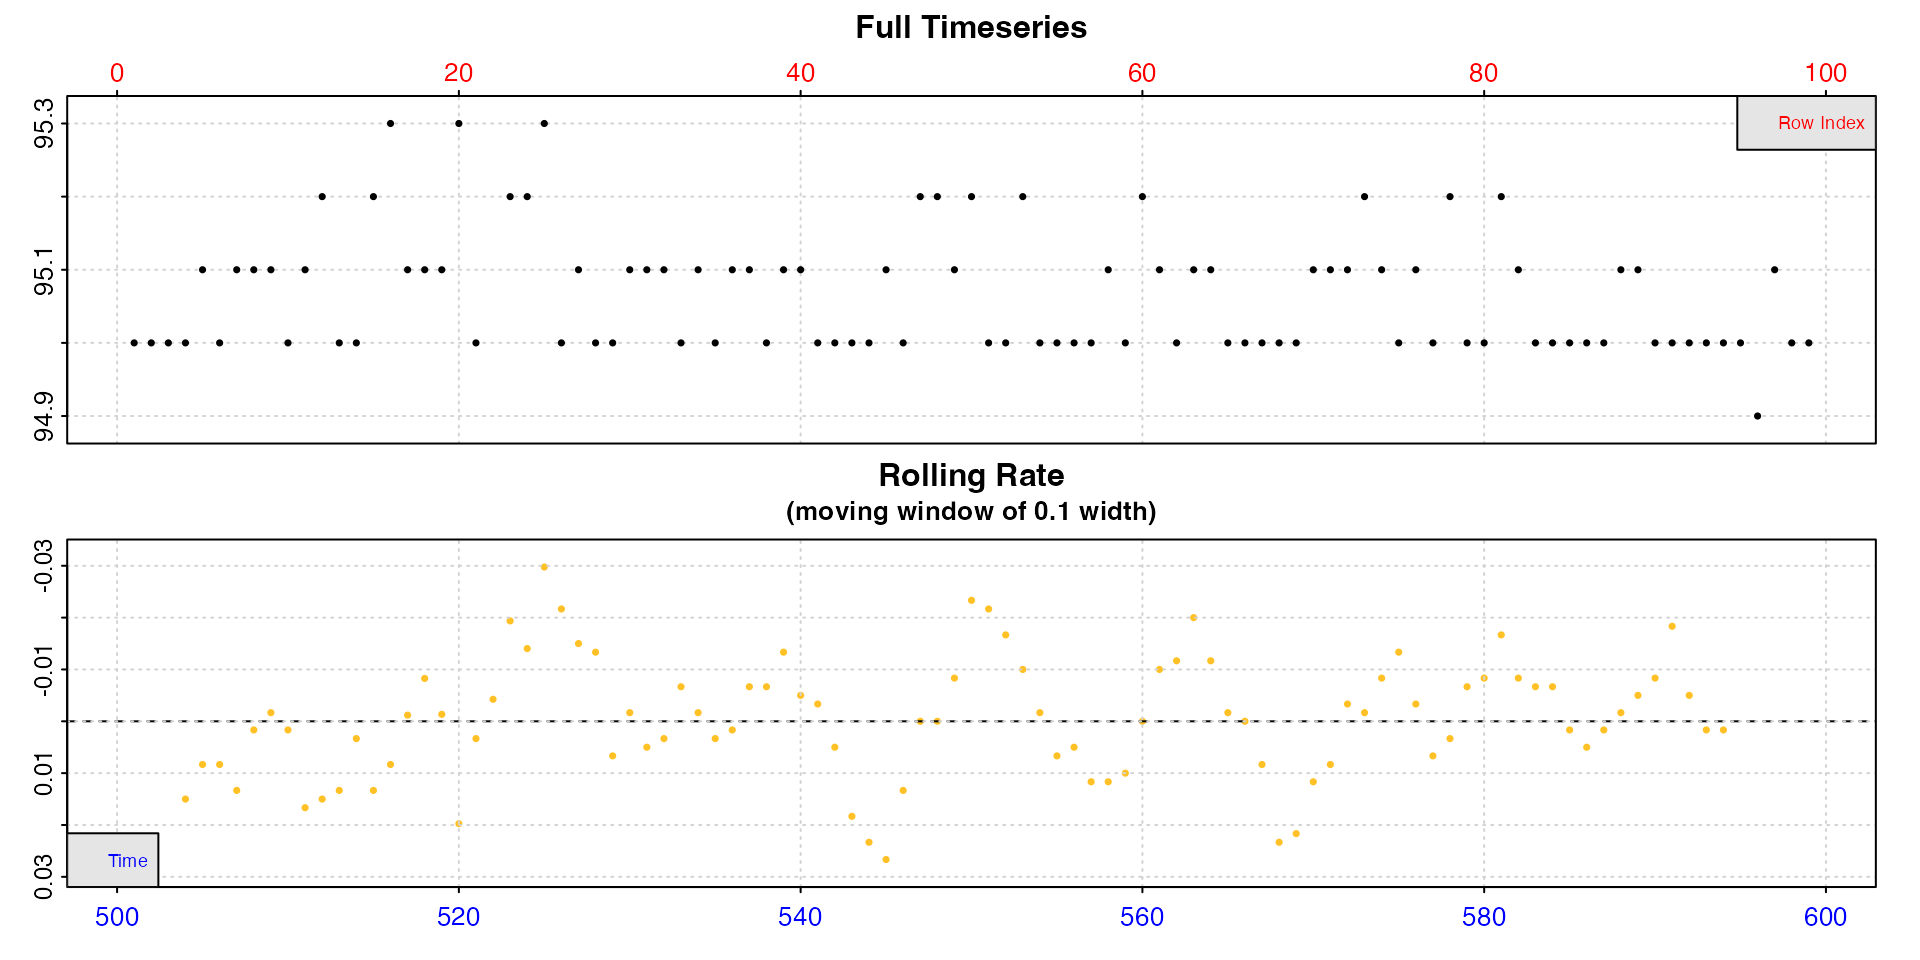 Full Timeseries
0 20 40 60 80 100
95.3
95.1
94.9
Row Index
Rolling Rate
(moving window of 0.1 width)
-0.03
-0.01
0.01
0.03
Time
500 520 540 560 580 600